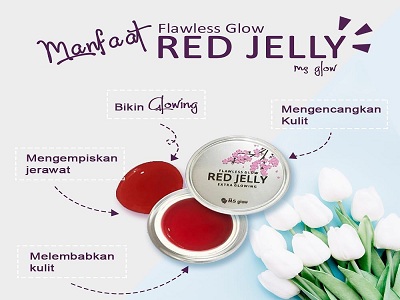 Manfaat
Flawless Glow
RED JELLY
ms glow
Bikin Glowing
Mengencangkan
Kulit
Mengempiskan
jerawat
Melembabkan
kulit
FLAWLESS GLOW
RED JELLY
EXTRA GLOWING
MS glow